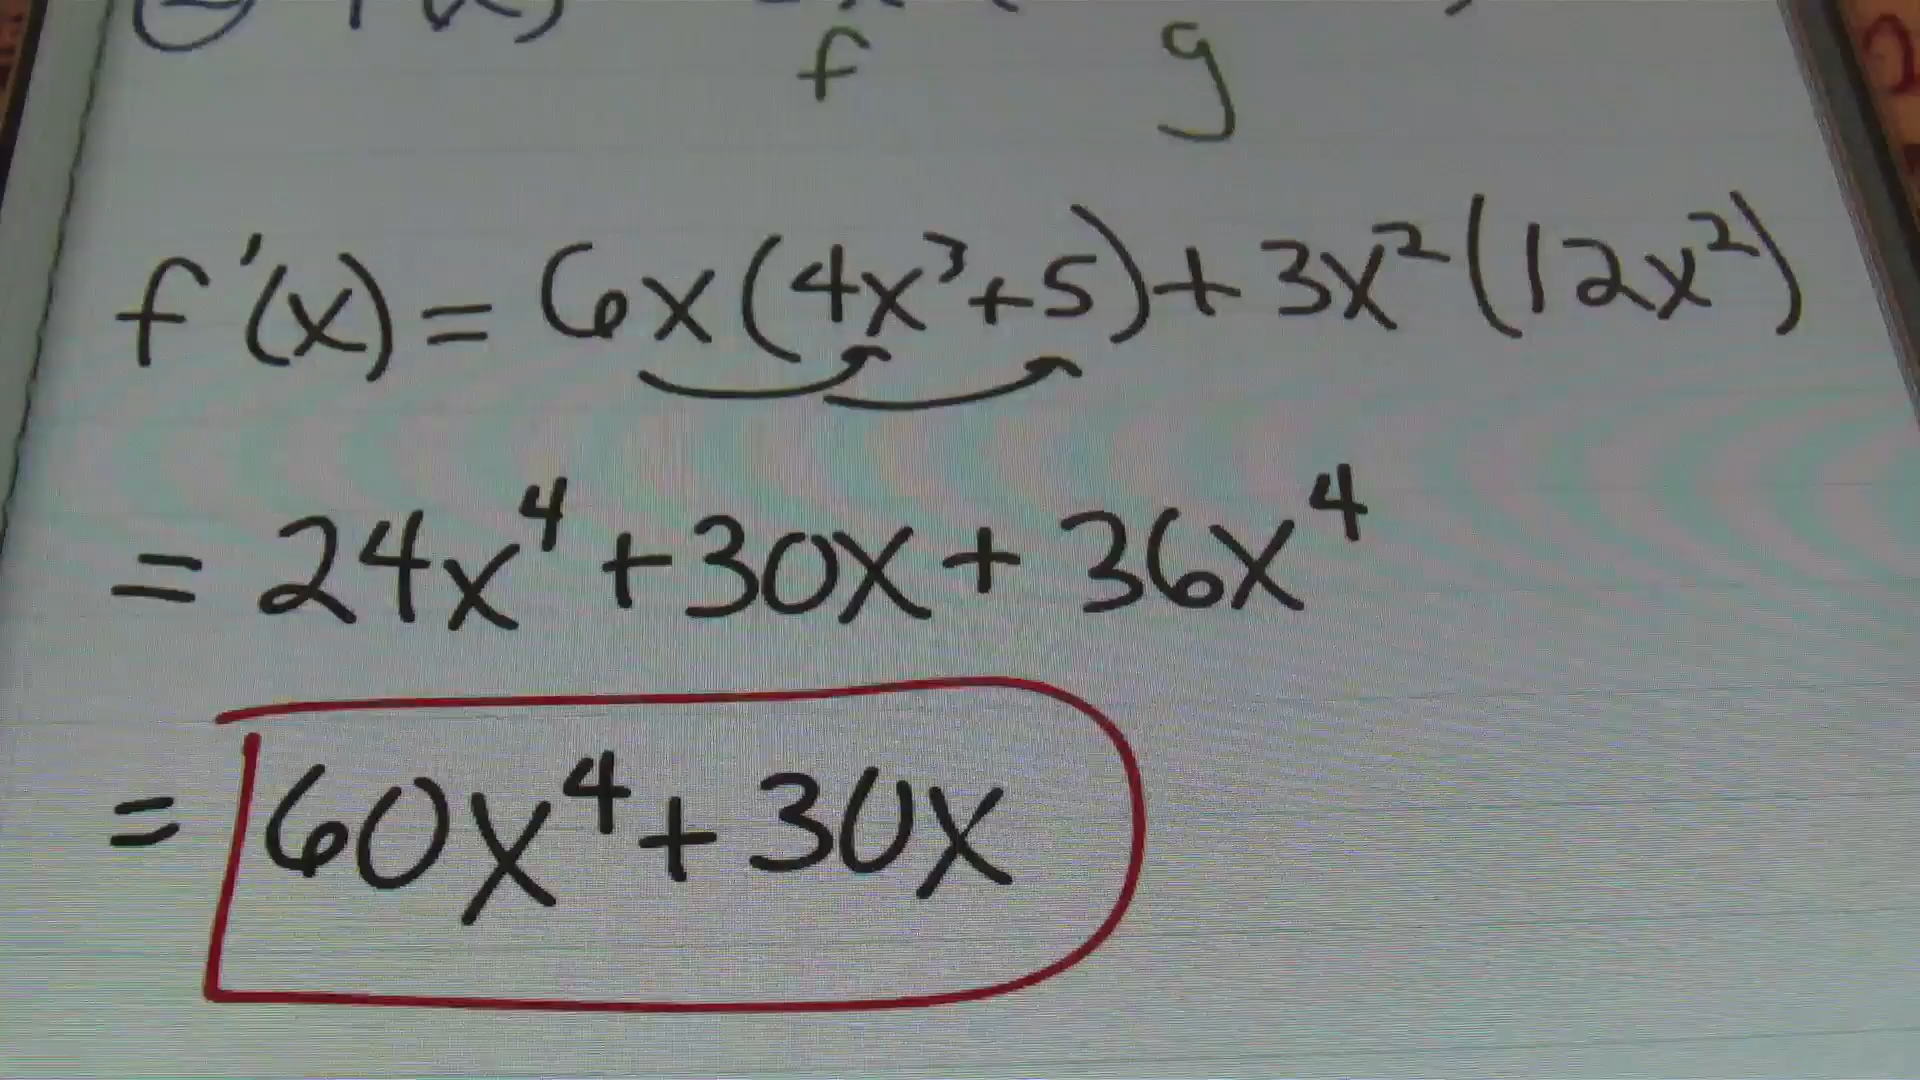 f g
f'(x) = 6x(4x³+5) + 3x²(12x²)
= 24x⁴ + 30x + 36x⁴
= 60x⁴ + 30x